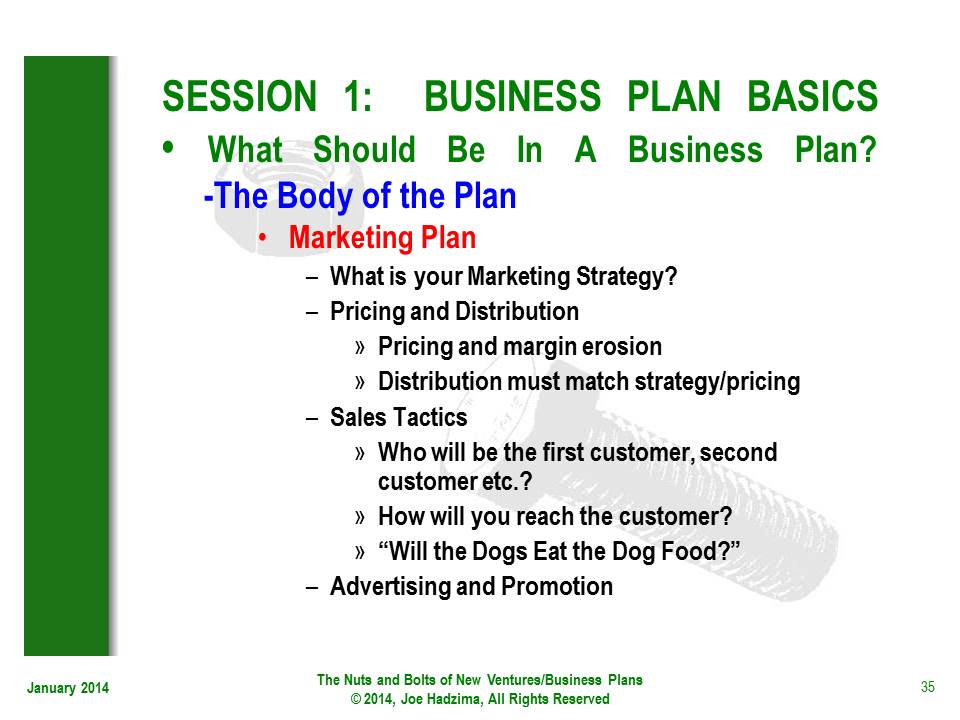 SESSION 1: BUSINESS PLAN BASICS
• What Should Be In A Business Plan?
-The Body of the Plan
• Marketing Plan
– What is your Marketing Strategy?
– Pricing and Distribution
» Pricing and margin erosion
» Distribution must match strategy/pricing
– Sales Tactics
» Who will be the first customer, second
customer etc.?
» How will you reach the customer?
» “Will the Dogs Eat the Dog Food?”
– Advertising and Promotion
January 2014
The Nuts and Bolts of New Ventures/Business Plans
© 2014, Joe Hadzima, All Rights Reserved
35